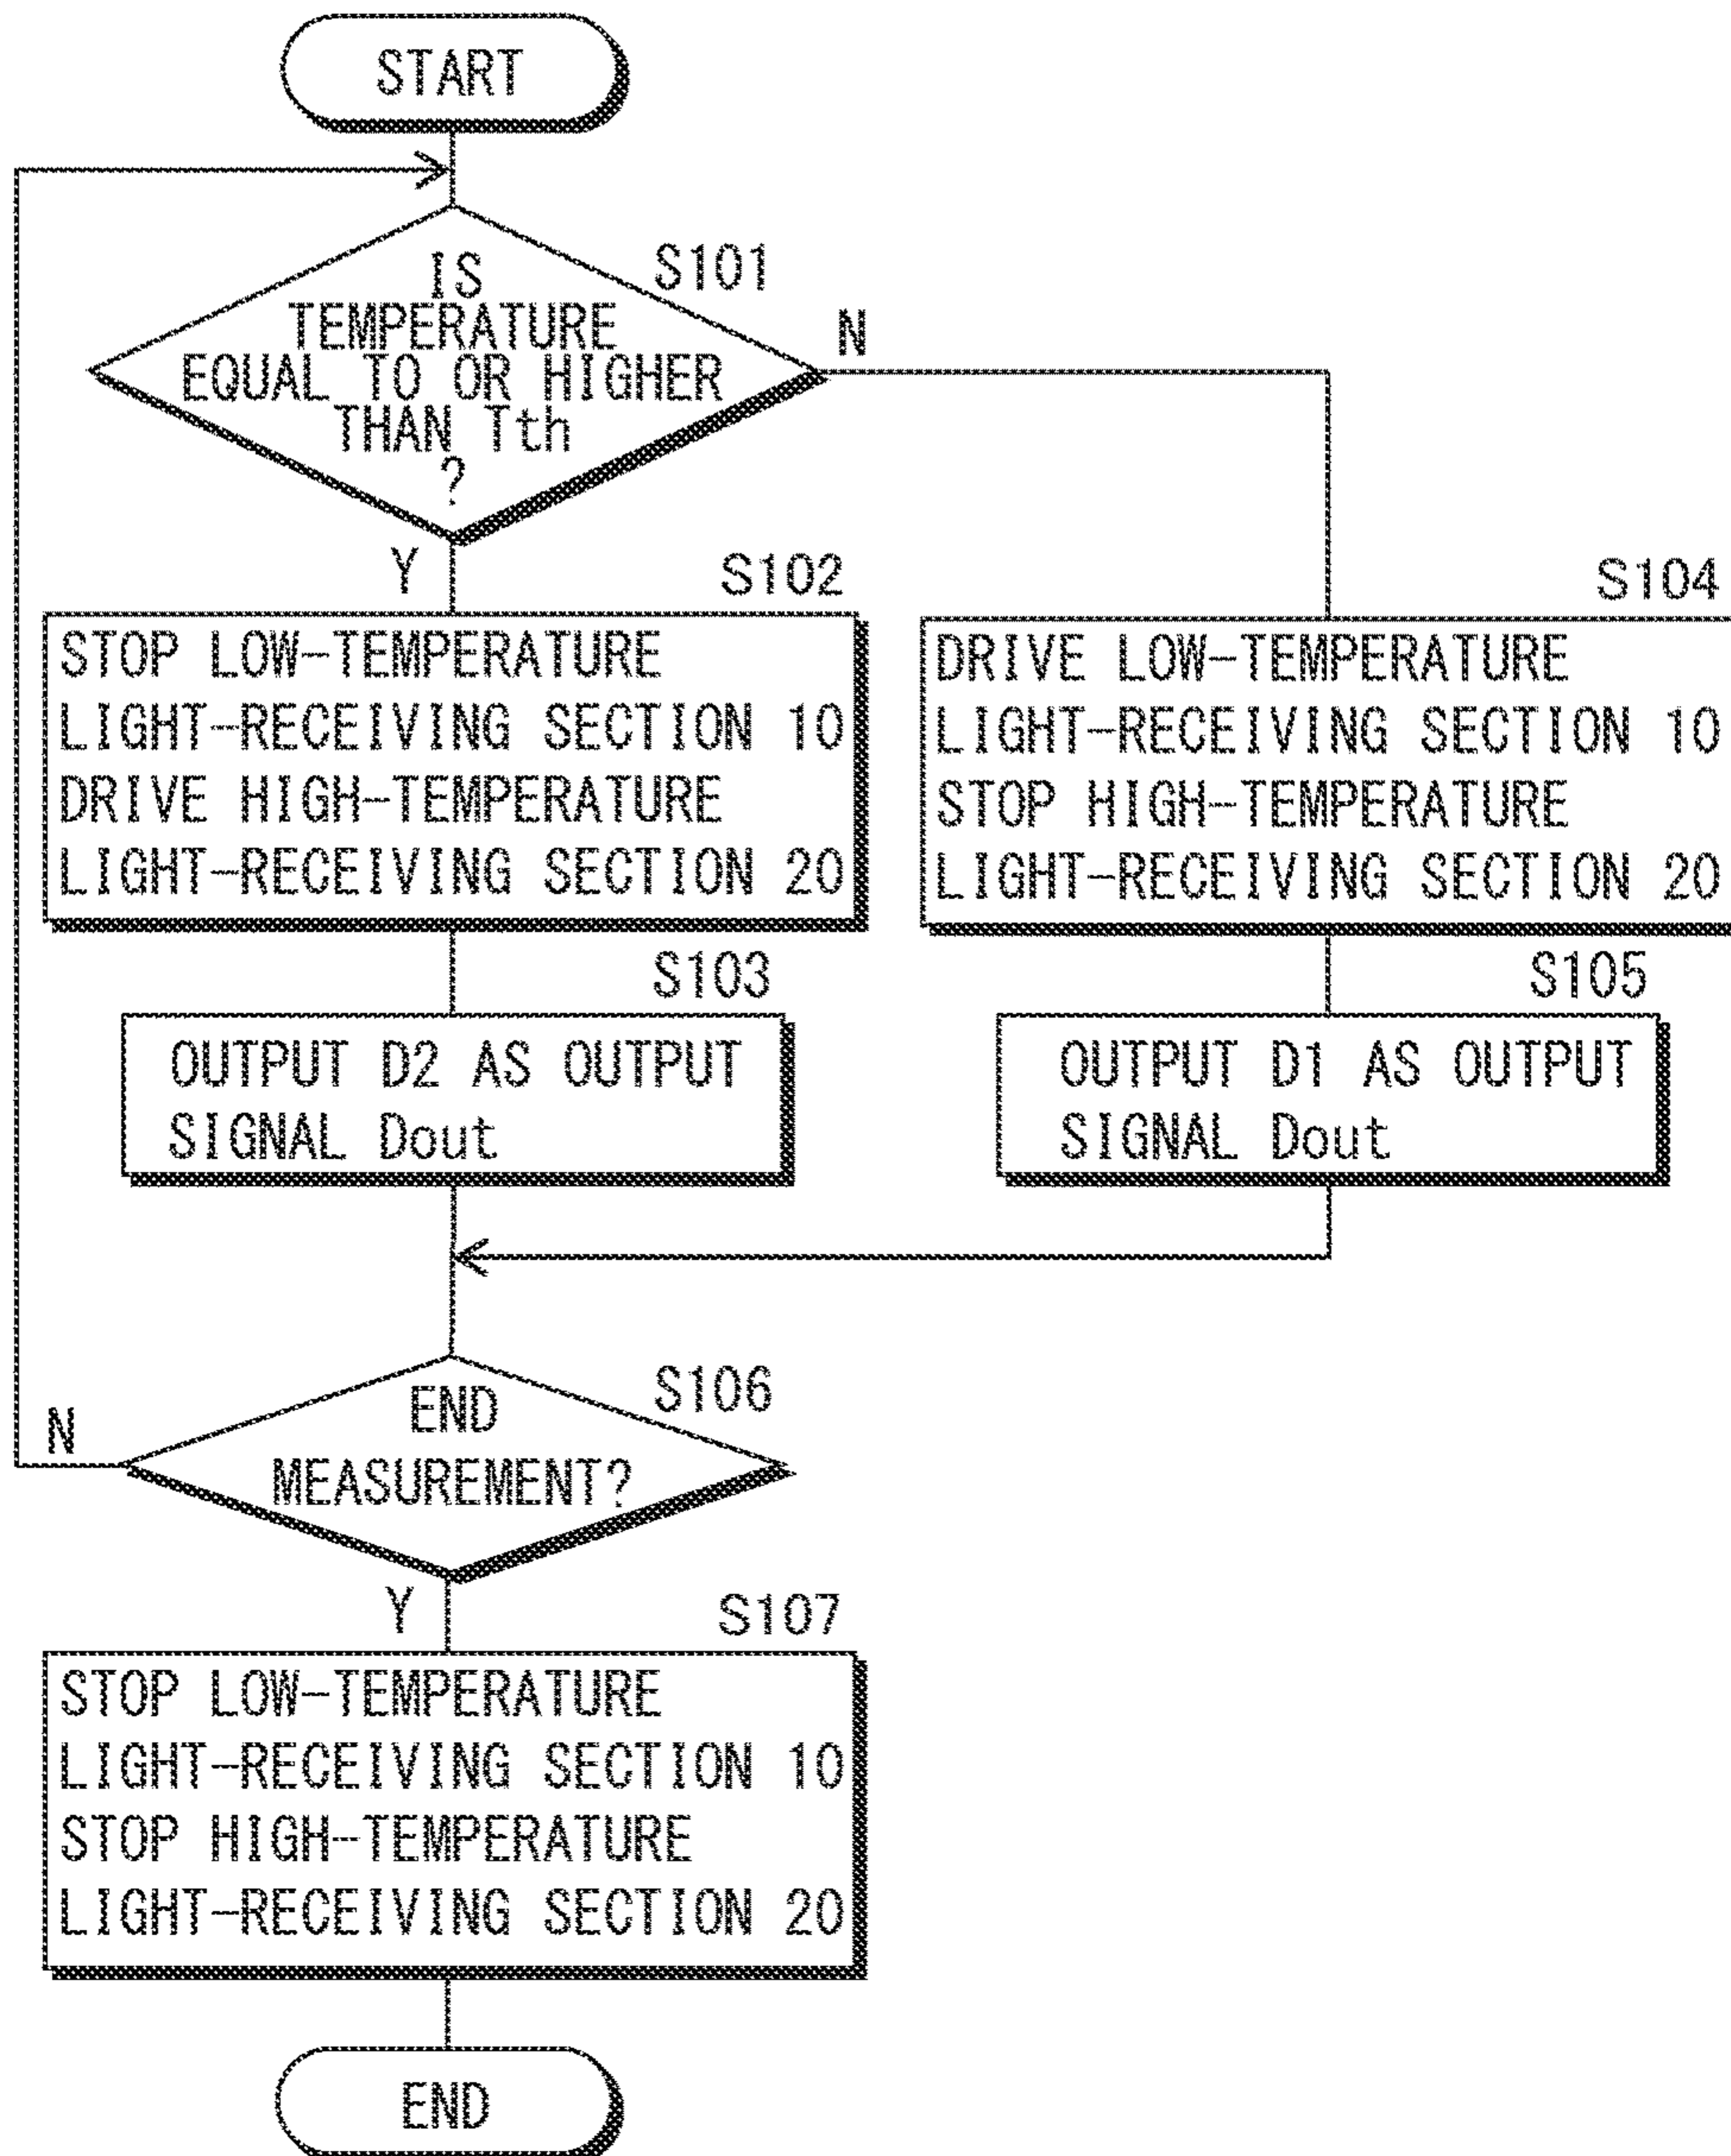 START
S101
IS
TEMPERATURE
EQUAL TO OR HIGHER
THAN Tth
?
N
Y
S102
STOP LOW-TEMPERATURE
LIGHT-RECEIVING SECTION 10
DRIVE HIGH-TEMPERATURE
LIGHT-RECEIVING SECTION 20
S104
DRIVE LOW-TEMPERATURE
LIGHT-RECEIVING SECTION 10
STOP HIGH-TEMPERATURE
LIGHT-RECEIVING SECTION 20
S103
OUTPUT D2 AS OUTPUT
SIGNAL Dout
S105
OUTPUT D1 AS OUTPUT
SIGNAL Dout
S106
END
MEASUREMENT?
N
Y
S107
STOP LOW-TEMPERATURE
LIGHT-RECEIVING SECTION 10
STOP HIGH-TEMPERATURE
LIGHT-RECEIVING SECTION 20
END